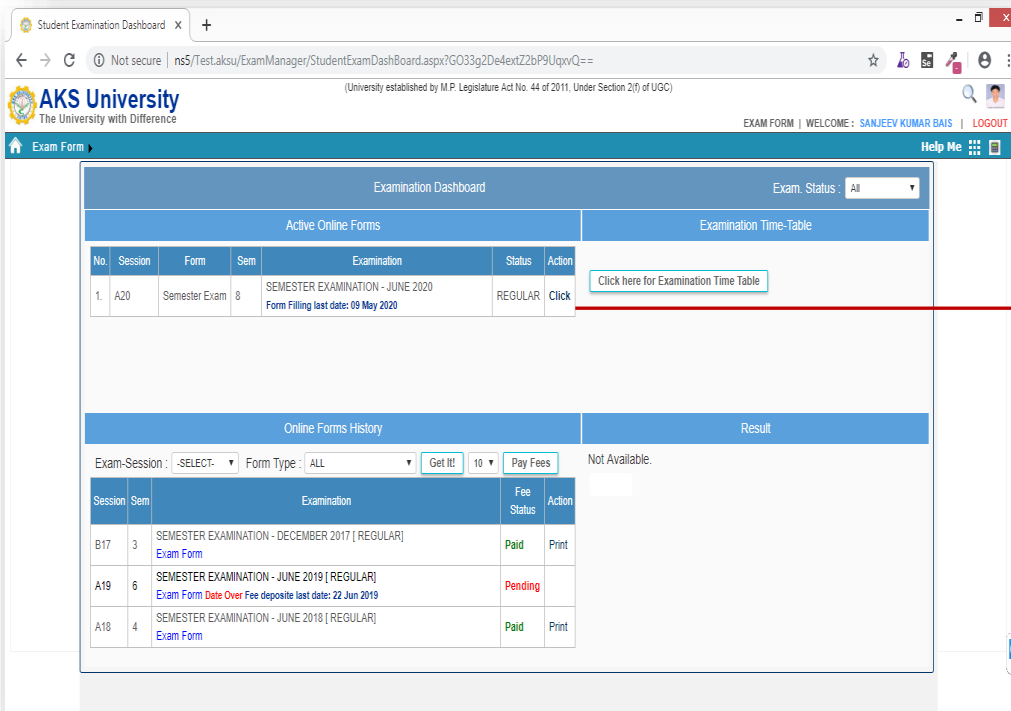 Student Examination Dashboard
Not secure | ns5/Test.aksu/ExamManager/StudentExamDashBoard.aspx?GO33g2De4extZ2bP9UqxvQ==
Se
AKS University
The University with Difference
(University established by M.P. Legislature Act No. 44 of 2011, Under Section 2(f) of UGC)
EXAM FORM | WELCOME : SANJEEV KUMAR BAIS | LOGOUT
Exam Form
Help Me
Examination Dashboard
Exam. Status : All
Active Online Forms
Examination Time-Table
No. Session Form Sem Examination Status Action
1. A20 Semester Exam 8 SEMESTER EXAMINATION - JUNE 2020 REGULAR Click
Form Filling last date: 09 May 2020
Click here for Examination Time Table
Online Forms History
Result
Exam-Session : -SELECT- Form Type : ALL Get It! 10 Pay Fees
Not Available.
Session Sem Examination Fee Status Action
B17 3 SEMESTER EXAMINATION - DECEMBER 2017 [ REGULAR] Paid Print
Exam Form
A19 6 SEMESTER EXAMINATION - JUNE 2019 [ REGULAR] Pending
Exam Form Date Over Fee deposite last date: 22 Jun 2019
A18 4 SEMESTER EXAMINATION - JUNE 2018 [ REGULAR] Paid Print
Exam Form